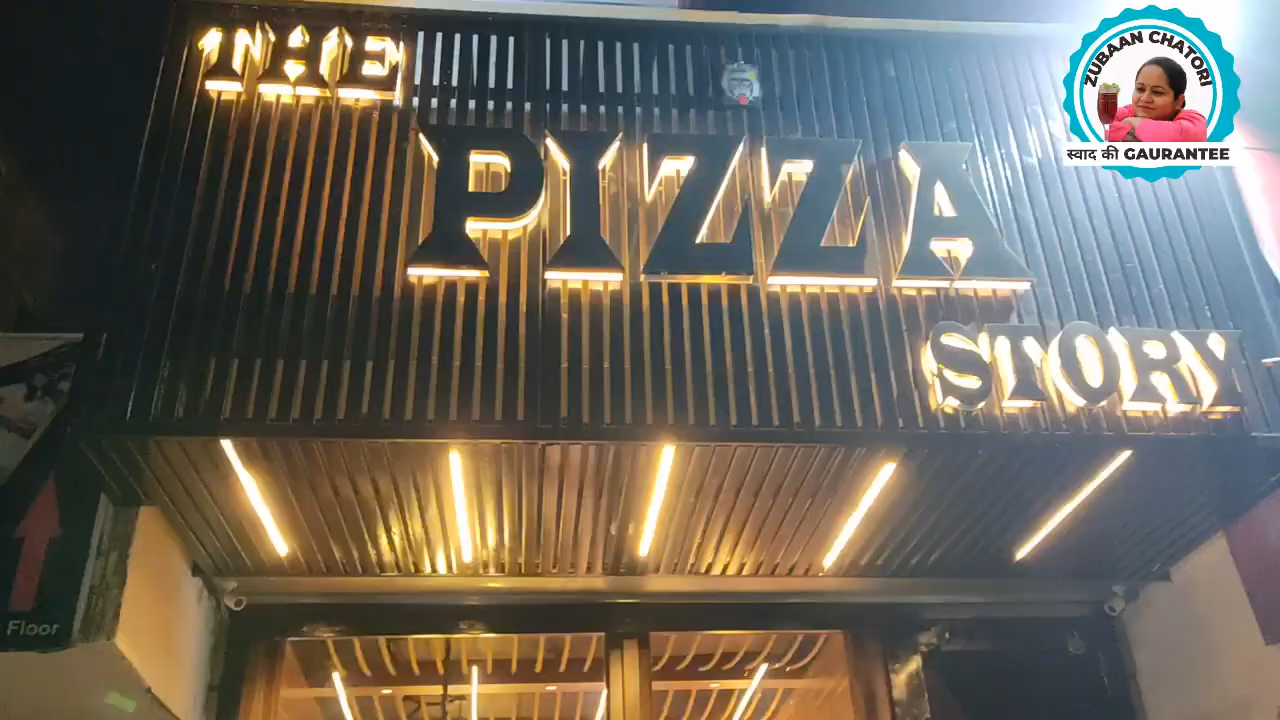 THE
PIZZA
STORY
ZUBAAN CHATORI
स्वाद की GAURANTEE
Floor